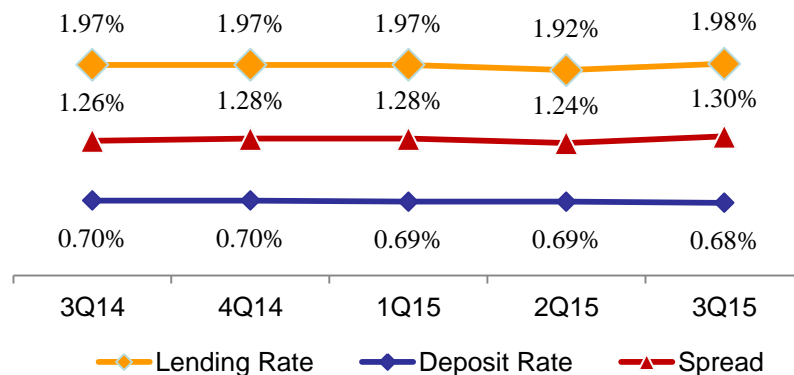 1.97% 1.97% 1.97% 1.92% 1.98%
1.26% 1.28% 1.28% 1.24% 1.30%
0.70% 0.70% 0.69% 0.69% 0.68%
3Q14 4Q14 1Q15 2Q15 3Q15
Lending Rate Deposit Rate Spread